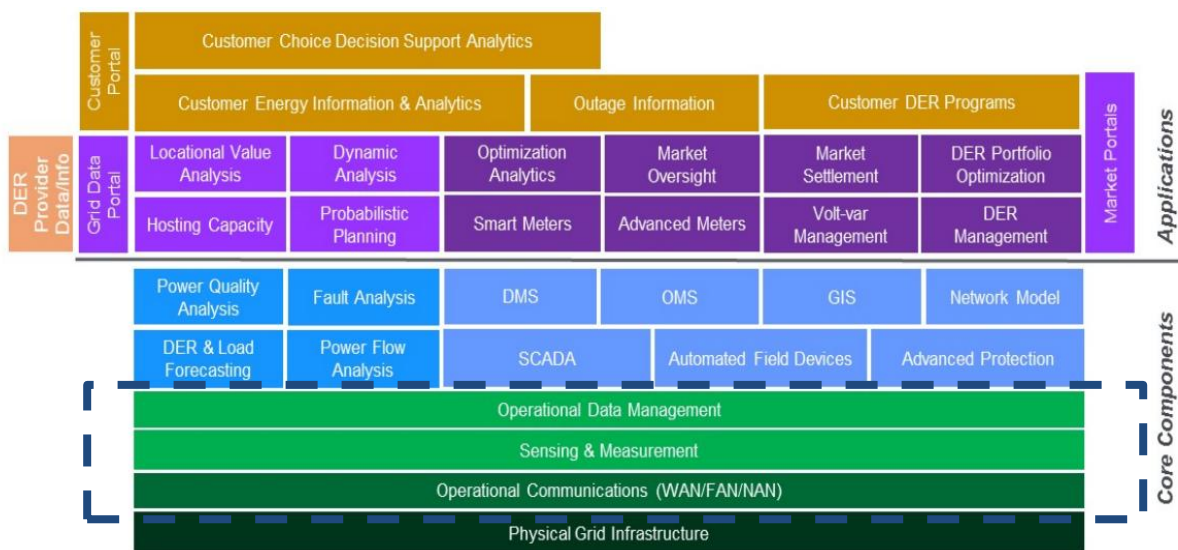 Customer
Portal
Customer Choice Decision Support Analytics
Customer Energy Information & Analytics
Outage Information
Customer DER Programs
DER
Provider
Data/Info
Grid Data
Portal
Locational Value
Analysis
Dynamic
Analysis
Optimization
Analytics
Market
Oversight
Market
Settlement
DER Portfolio
Optimization
Hosting Capacity
Probabilistic
Planning
Smart Meters
Advanced Meters
Volt-var
Management
DER
Management
Market Portals
Applications
Power Quality
Analysis
Fault Analysis
DMS
OMS
GIS
Network Model
DER & Load
Forecasting
Power Flow
Analysis
SCADA
Automated Field Devices
Advanced Protection
Operational Data Management
Sensing & Measurement
Operational Communications (WAN/FAN/NAN)
Physical Grid Infrastructure
Core Components